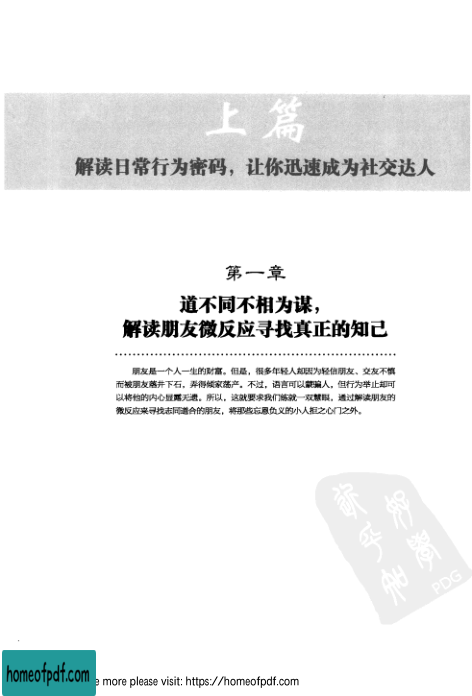 上篇
解读日常行为密码，让你迅速成为社交达人
第一章
道不同不相为谋，
解读朋友微反应寻找真正的知己
朋友是一个人一生的财富，但是，很多年轻人却因为轻信朋友、交友不慎
而被朋友落井下石，弄得倾家荡产。不过，语言可以蒙骗人，但行为举止却可
以将他的内心显露无遗。所以，这就要求我们练就一双慧眼，通过解读朋友的
微反应来寻找志同道合的朋友，将那些忘恩负义的小人拒之心门之外。
PDG
homeofpdf.com
e more please visit: https://homeofpdf.com